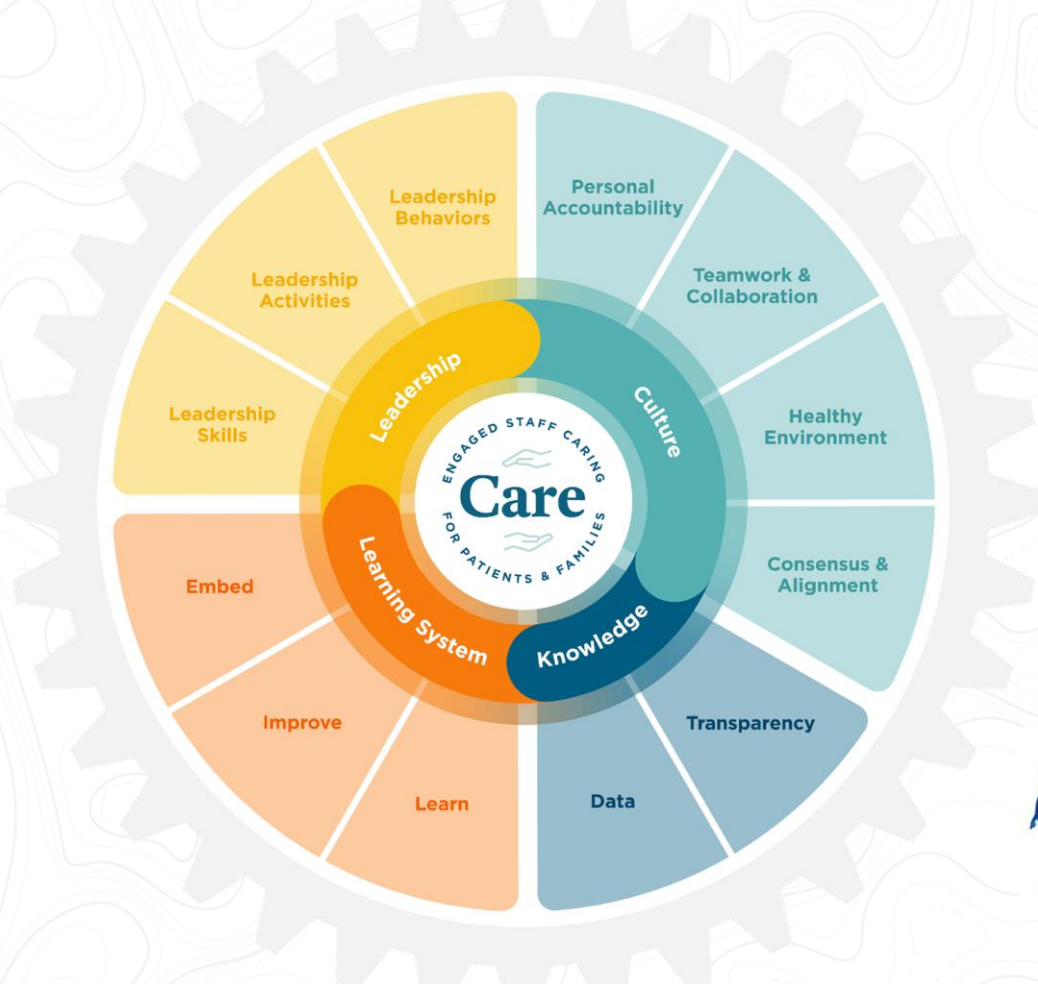 Leadership
Behaviors
Personal
Accountability
Leadership
Activities
Teamwork &
Collaboration
Leadership
Skills
Healthy
Environment
Leadership
Culture
ENGAGED STAFF CARING
Care
FOR PATIENTS & FAMILIES
Learning System
Knowledge
Embed
Consensus &
Alignment
Improve
Transparency
Learn
Data